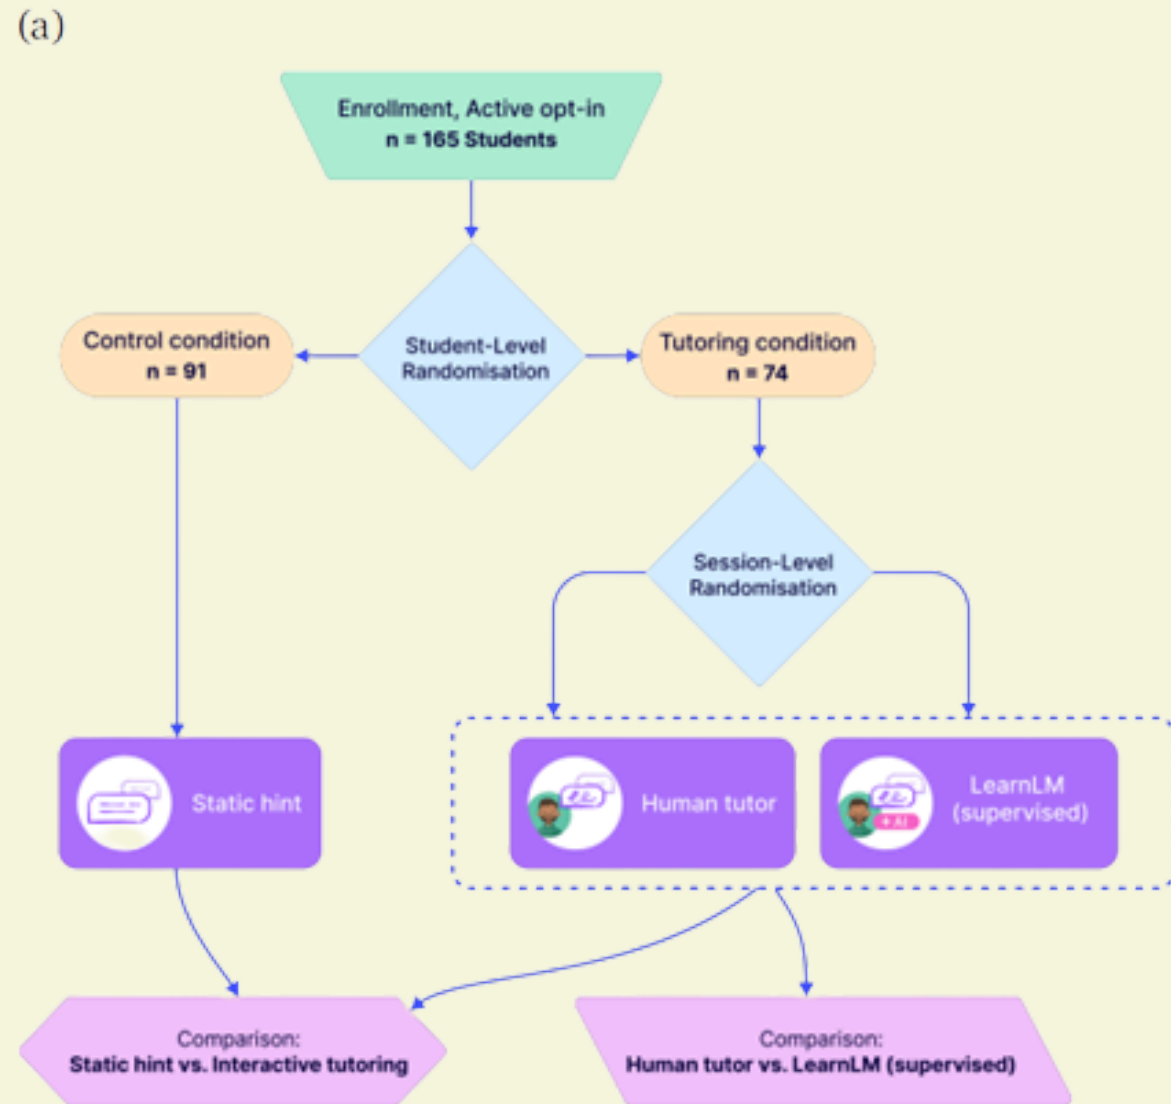 (a)
Enrollment, Active opt-in
n = 165 Students
Student-Level
Randomisation
Control condition
n = 91
Tutoring condition
n = 74
Session-Level
Randomisation
Static hint
Human tutor
LearnLM
(supervised)
+ AI
Comparison:
Static hint vs. Interactive tutoring
Comparison:
Human tutor vs. LearnLM (supervised)